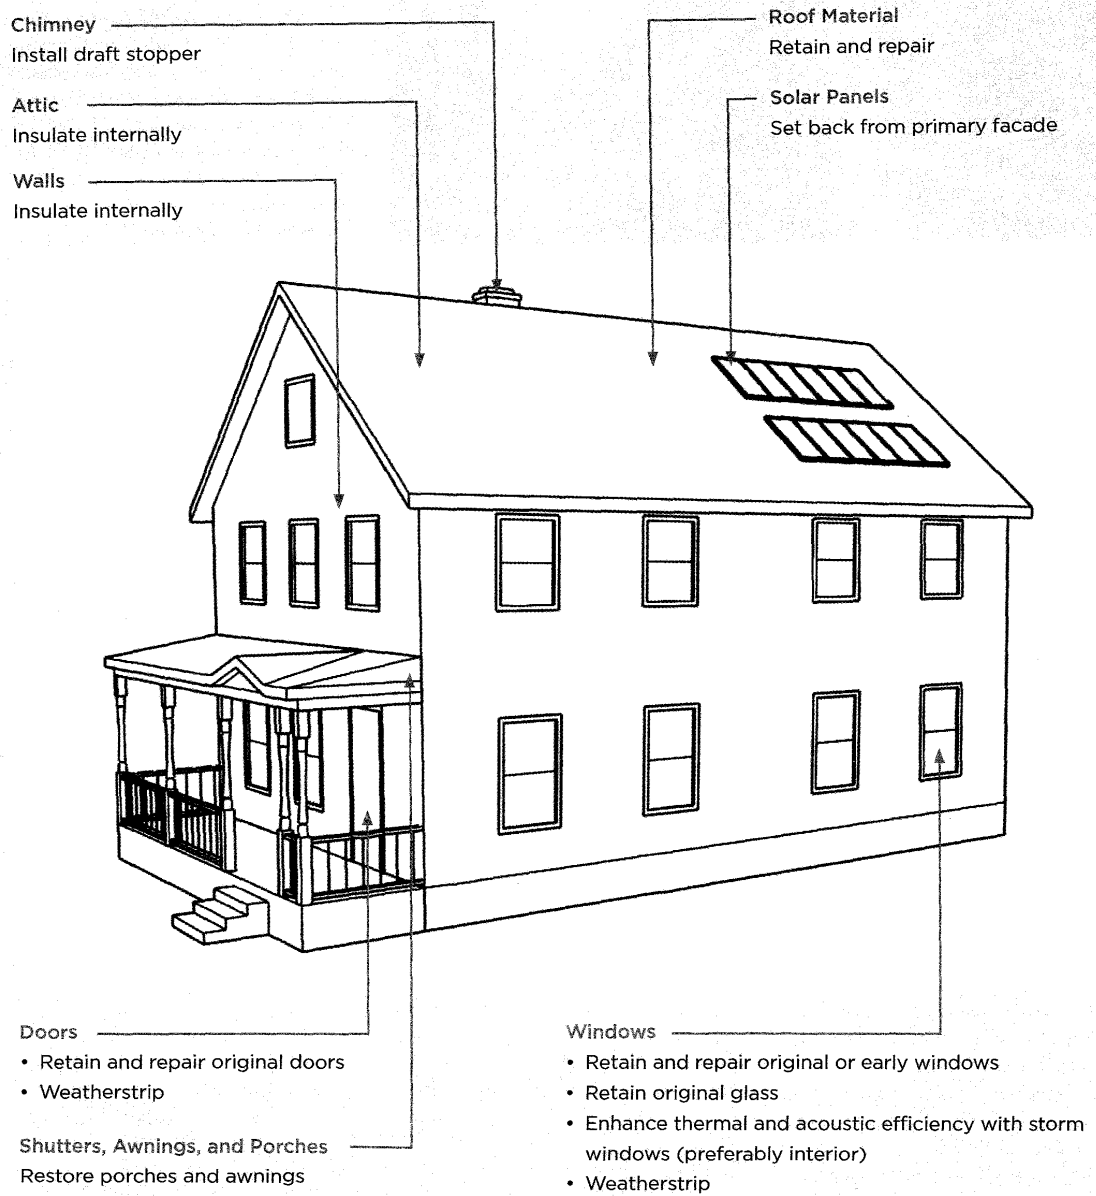 Chimney
Install draft stopper
Attic
Insulate internally
Walls
Insulate internally
Roof Material
Retain and repair
Solar Panels
Set back from primary facade
Doors
• Retain and repair original doors
• Weatherstrip
Shutters, Awnings, and Porches
Restore porches and awnings
Windows
• Retain and repair original or early windows
• Retain original glass
• Enhance thermal and acoustic efficiency with storm
windows (preferably interior)
• Weatherstrip